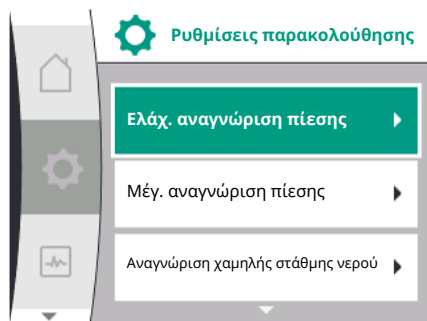 Ρυθμίσεις παρακολούθησης
Ελάχ. αναγνώριση πίεσης
Μέγ. αναγνώριση πίεσης
Αναγνώριση χαμηλής στάθμης νερού